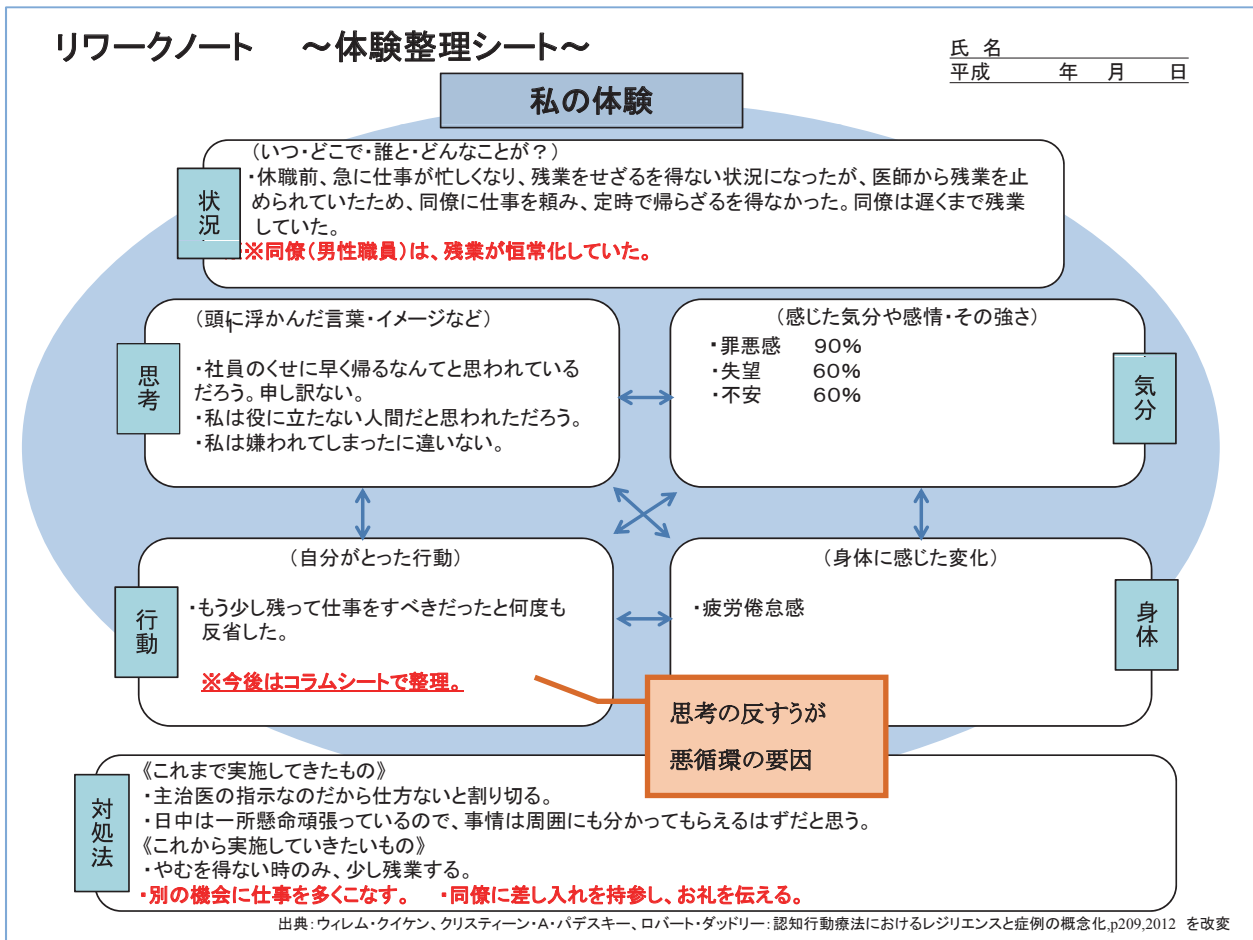 リワークノート　～体験整理シート～
氏 名
平成　年　月　日
私の体験
状況
（いつ・どこで・誰と・どんなことが？）
・休職前、急に仕事が忙しくなり、残業をせざるを得ない状況になったが、医師から残業を止
められていたため、同僚に仕事を頼み、定時で帰らざるを得なかった。同僚は遅くまで残業
していた。
※同僚（男性職員）は、残業が恒常化していた。
思考
（頭に浮かんだ言葉・イメージなど）
・社員のくせに早く帰るなんてと思われている
だろう。申し訳ない。
・私は役に立たない人間だと思われただろう。
・私は嫌われてしまったに違いない。
気分
（感じた気分や感情・その強さ）
・罪悪感　90%
・失望　60%
・不安　60%
行動
（自分がとった行動）
・もう少し残って仕事をすべきだったと何度も
反省した。
※今後はコラムシートで整理。
身体
（身体に感じた変化）
・疲労倦怠感
思考の反すうが
悪循環の要因
対処法
《これまで実施してきたもの》
・主治医の指示なのだから仕方ないと割り切る。
・日中は一所懸命頑張っているので、事情は周囲にも分かってもらえるはずだと思う。
《これから実施していきたいもの》
・やむを得ない時のみ、少し残業する。
・別の機会に仕事を多くこなす。　・同僚に差し入れを持参し、お礼を伝える。
出典：ウィレム・クイケン、クリスティーン・A・パデスキー、ロバート・ダッドリー：認知行動療法におけるレジリエンスと症例の概念化,p209,2012 を改変